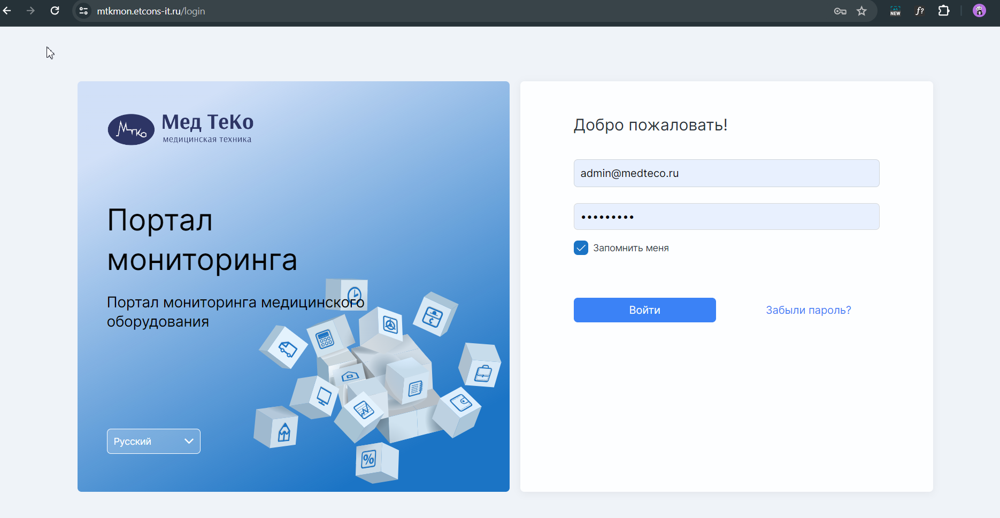 mtkmon.etcons-it.ru/login
NEW
f?
МТКо
Мед ТеКо
медицинская техника
Портал
мониторинга
Портал мониторинга медицинского
оборудования
%
Русский
Добро пожаловать!
admin@medteco.ru
•••••••••
Запомнить меня
Войти
Забыли пароль?